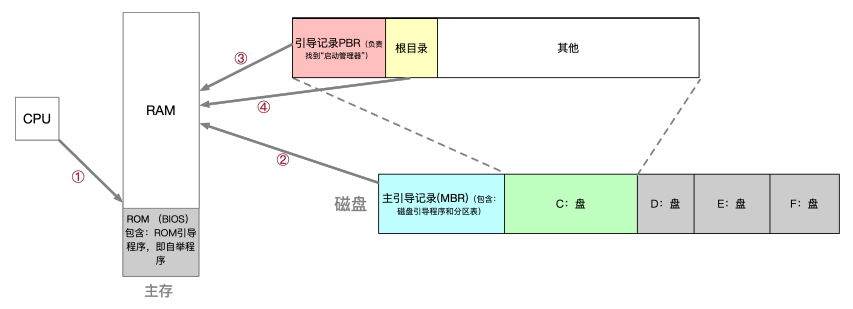 引导记录PBR（负责
找到“启动管理器”）
根目录
其他
③
④
RAM
CPU
②
①
磁盘
主引导记录(MBR)（包含：
磁盘引导程序和分区表）
C：盘
D：盘
E：盘
F：盘
ROM （BIOS）
包含：ROM引导
程序，即自举程
序
主存